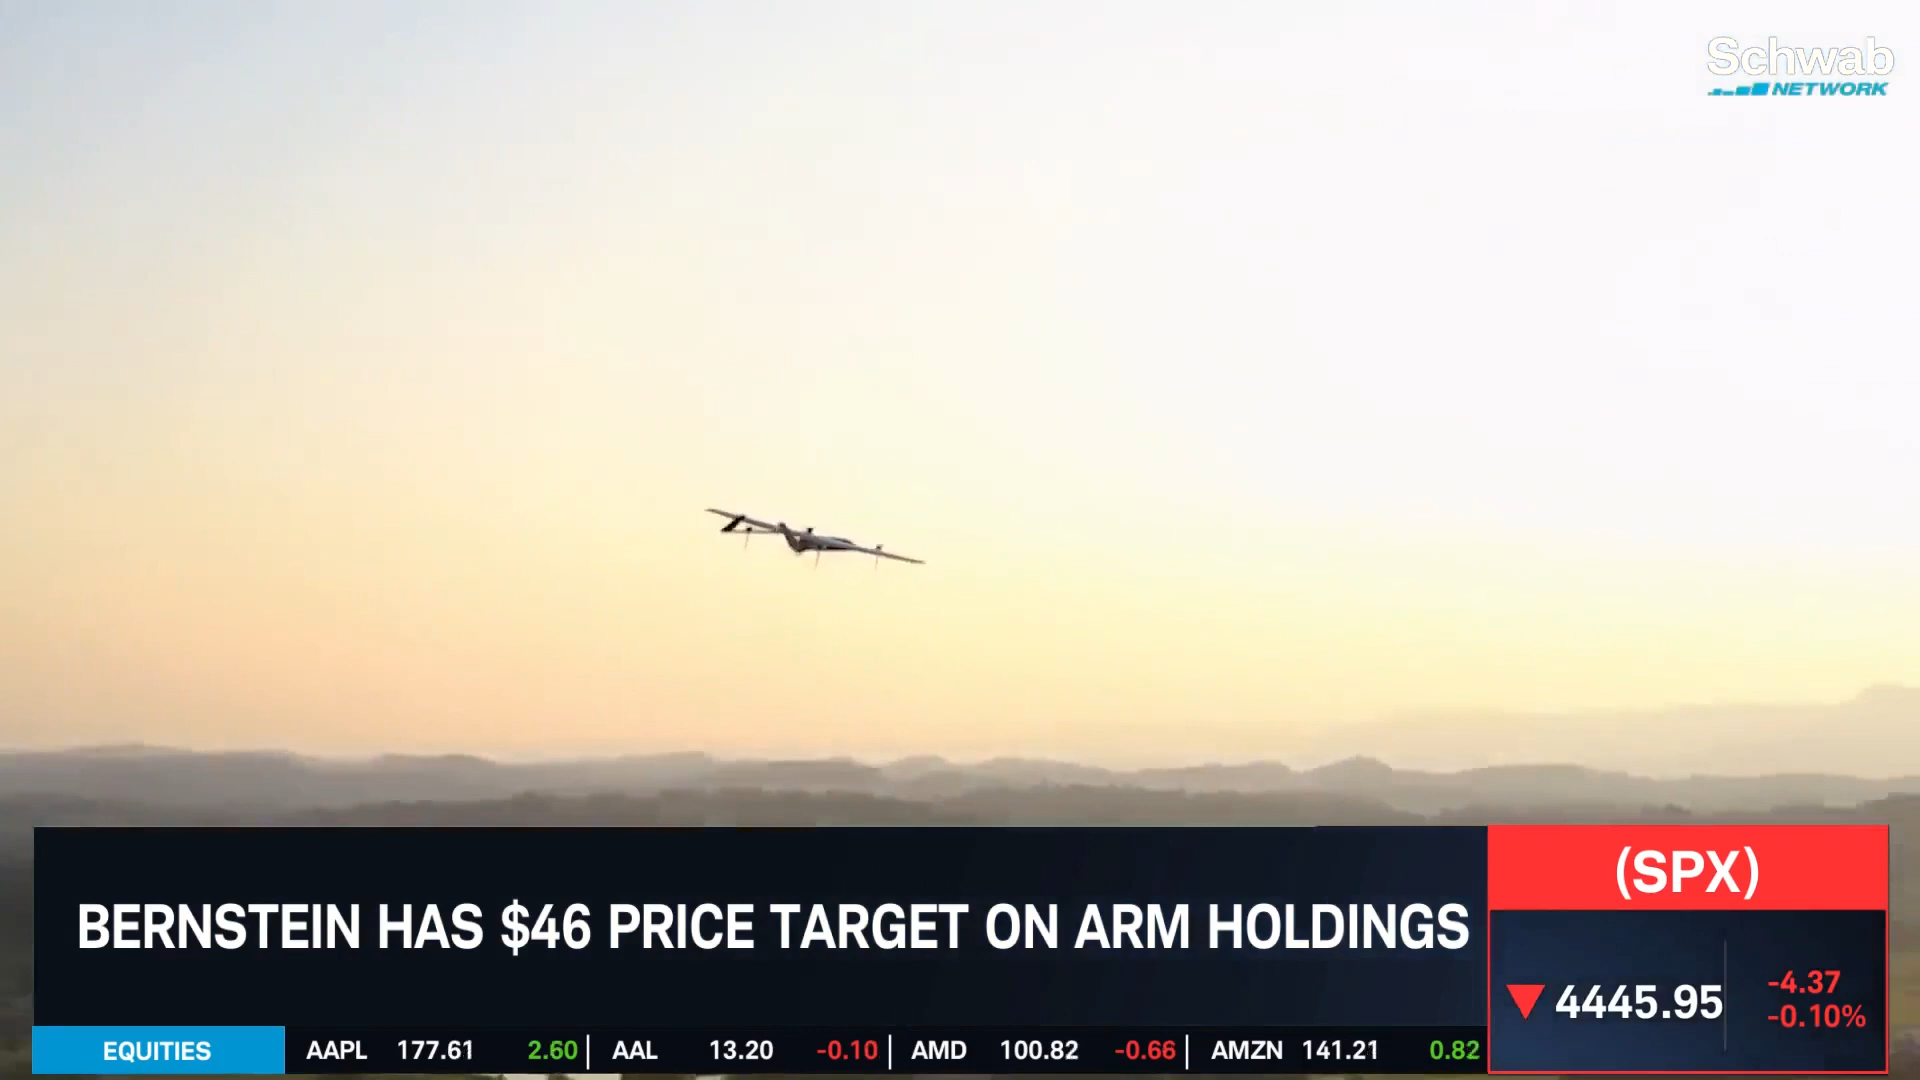 Schwab
NETWORK
BERNSTEIN HAS $46 PRICE TARGET ON ARM HOLDINGS
(SPX)
4445.95
-4.37
-0.10%
EQUITIES
AAPL 177.61 2.60 AAL 13.20 -0.10 AMD 100.82 -0.66 AMZN 141.21 0.82